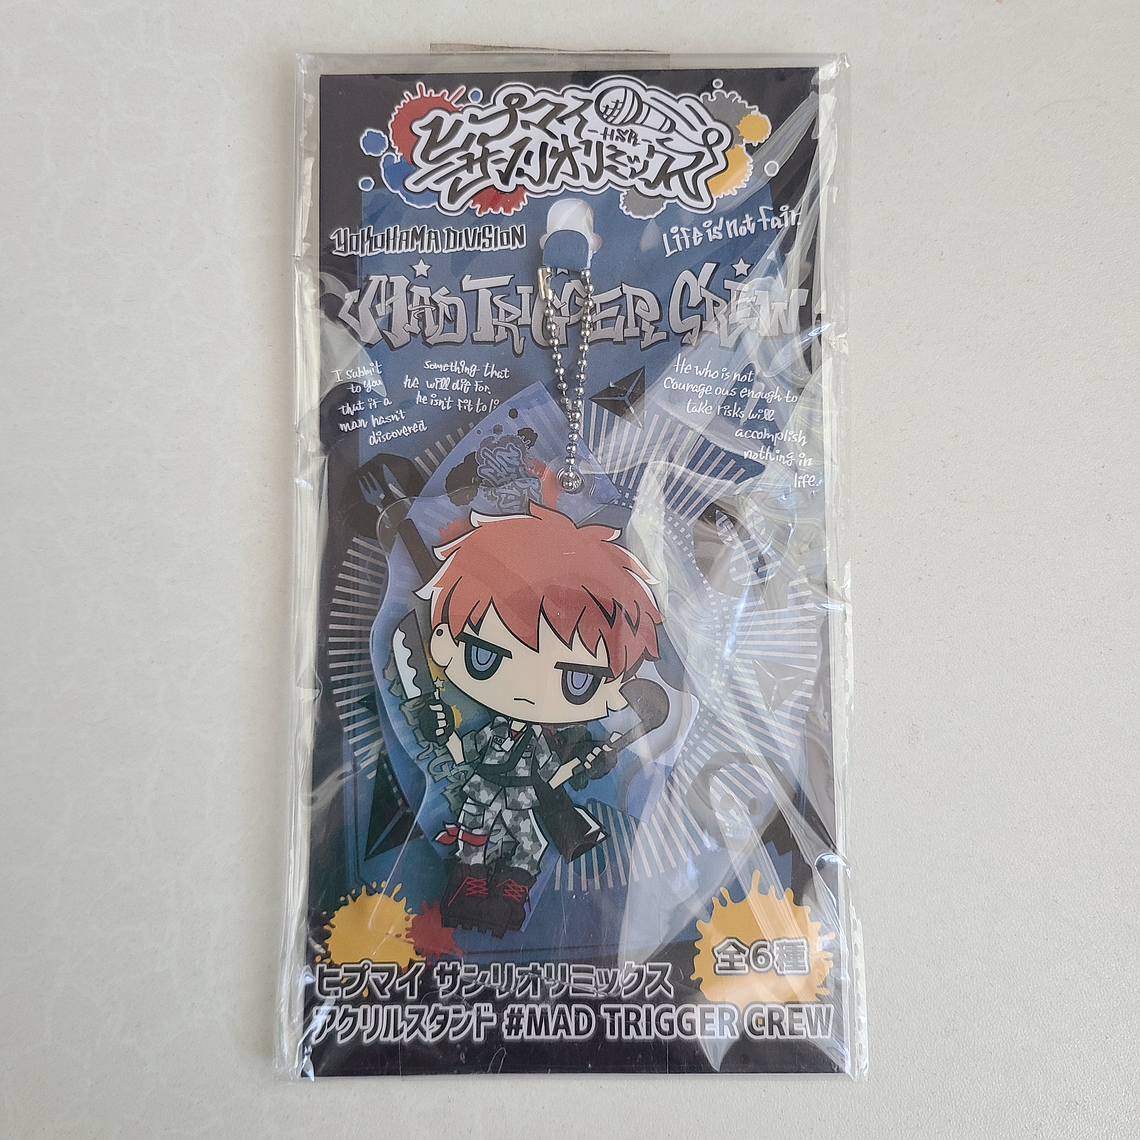 ヒプマイ
-HSR-
サンリオリミックス
YOKOHAMA DIVISION
Life is not fair.
MAD TRIGGER CREW
I submit
to you
that if a
man hasn't
discovered
something that
he will die for,
he isn't fit to li
He who is not
courageous enough to
take risks will
accomplish
nothing in
life.
全6種
ヒプマイ サンリオリミックス
アクリルスタンド #MAD TRIGGER CREW